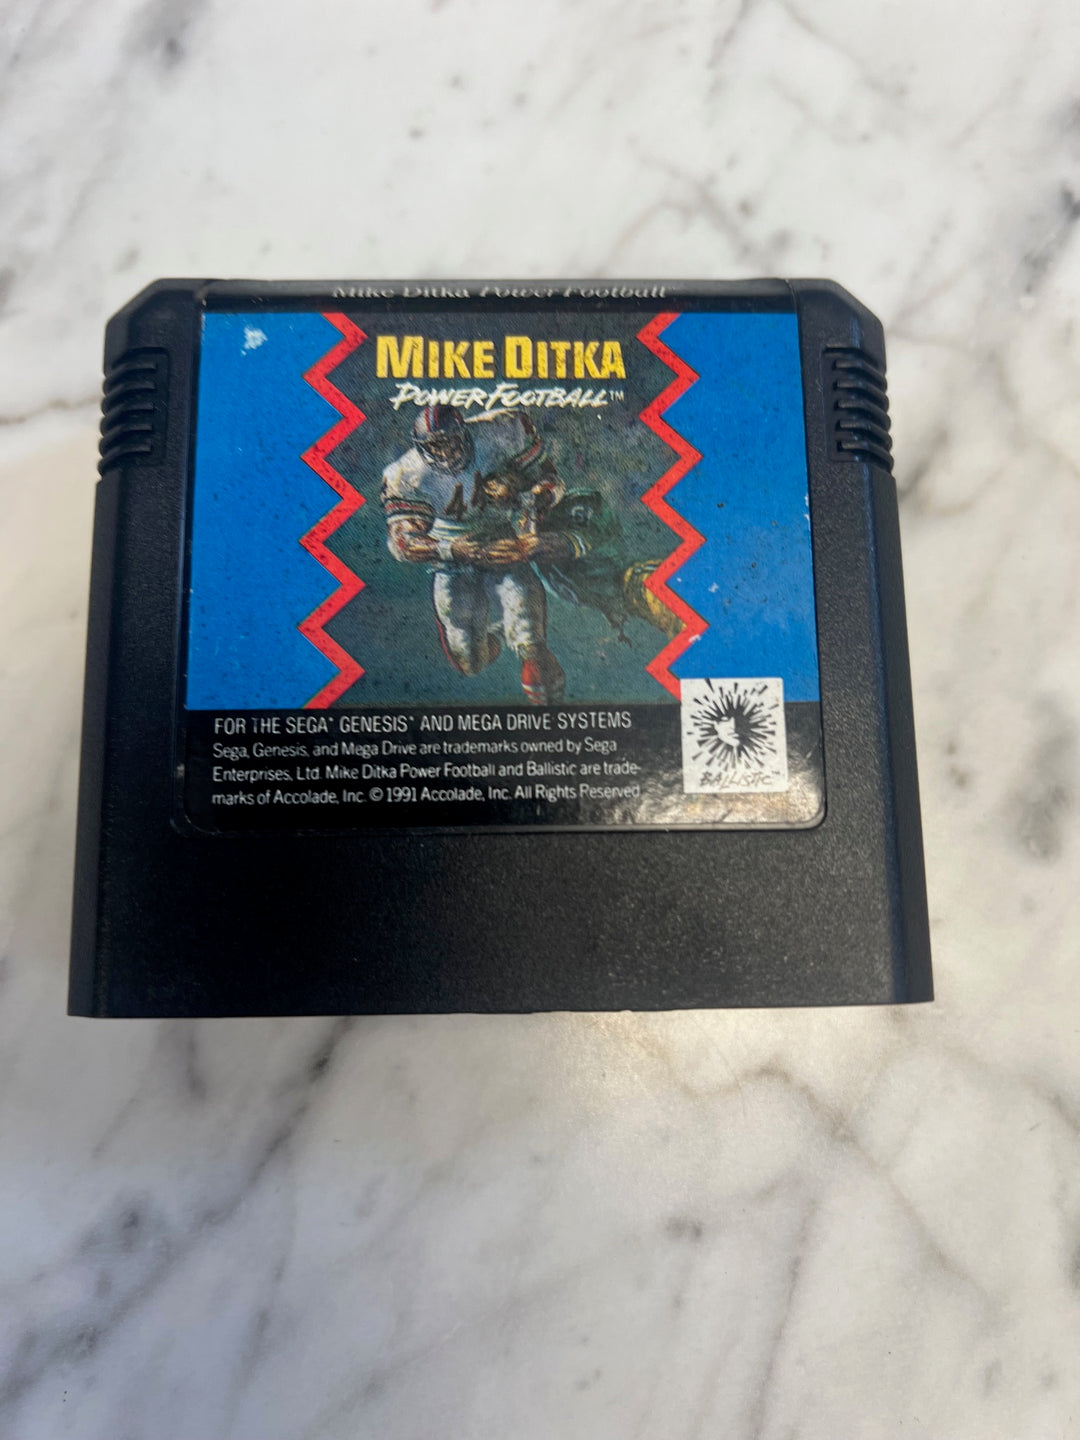 Mike Ditka Power Football
MIKE DITKA
POWER FOOTBALL™
44
61
FOR THE SEGA® GENESIS® AND MEGA DRIVE SYSTEMS
Sega, Genesis, and Mega Drive are trademarks owned by Sega
Enterprises, Ltd. Mike Ditka Power Football and Ballistic are trade-
marks of Accolade, Inc. © 1991 Accolade, Inc. All Rights Reserved.
BALLISTIC™